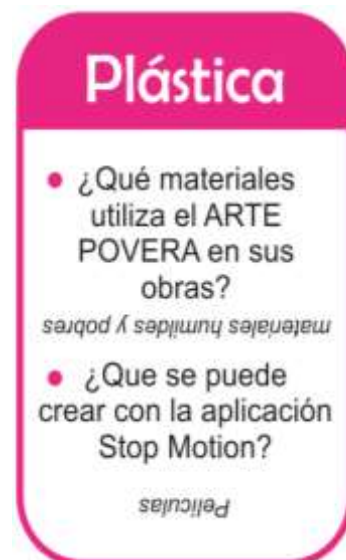 Plástica
• ¿Qué materiales
utiliza el ARTE
POVERA en sus
obras?
materiales humildes y pobres
• ¿Que se puede
crear con la aplicación
Stop Motion?
Películas